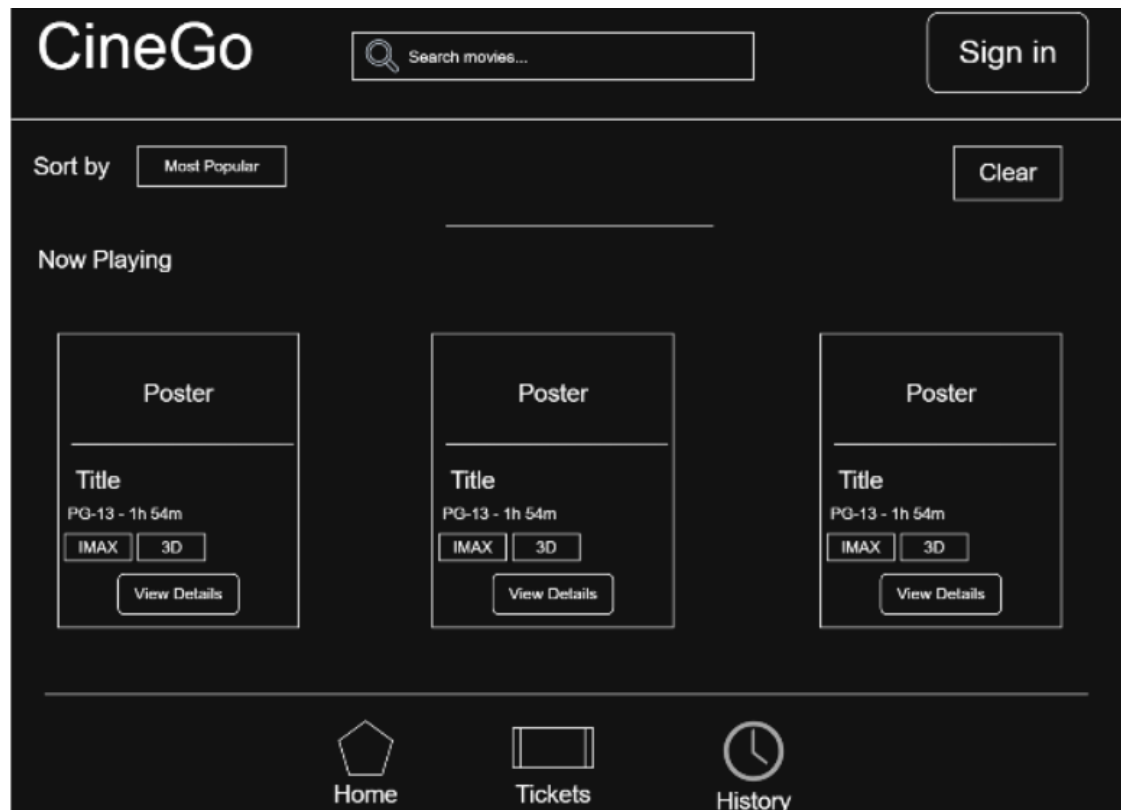 CineGo
Search movies...
Sign in
Sort by
Most Popular
Clear
Now Playing
Poster
Title
PG-13 - 1h 54m
IMAX 3D
View Details
Poster
Title
PG-13 - 1h 54m
IMAX 3D
View Details
Poster
Title
PG-13 - 1h 54m
IMAX 3D
View Details
Home
Tickets
History